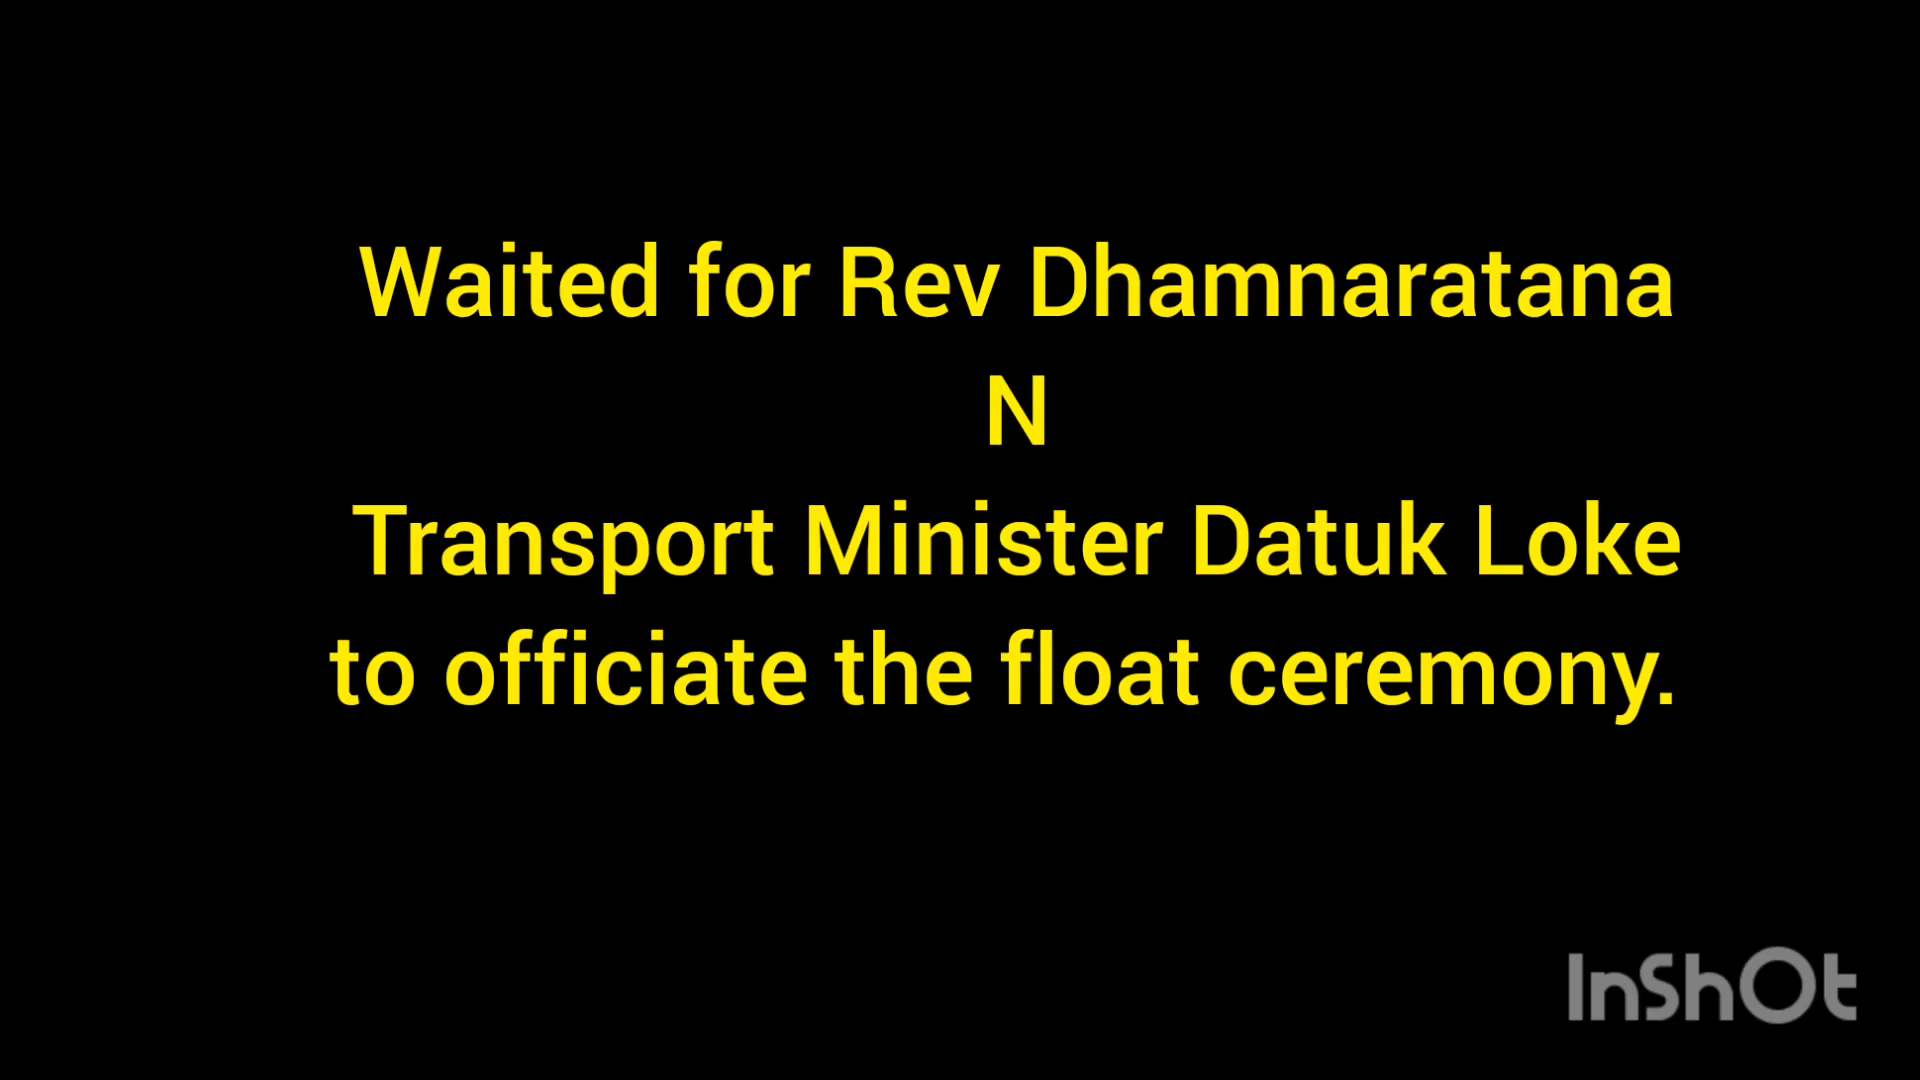 Waited for Rev Dhamnaratana
N
Transport Minister Datuk Loke
to officiate the float ceremony.
InShOt